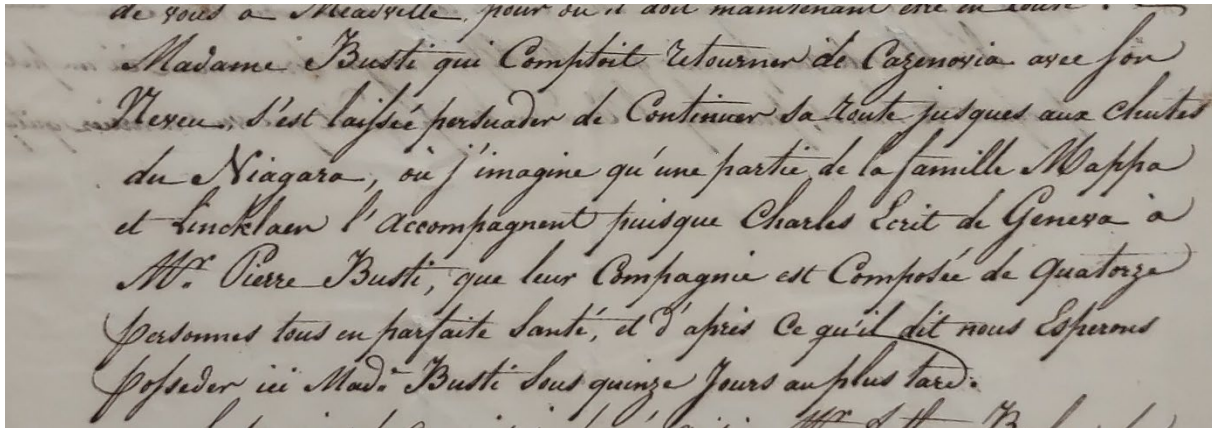 de vous à Meadville, pour où il doit maintenant être en route.
Madame Busti qui Comptoit retourner de Cazenovia avec son
Neveu, s'est laissée persuader de Continuer sa route jusques aux chutes
du Niagara, où j'imagine qu'une partie de la famille Mappa
et Lincklaen l'accompagnent puisque Charles Ecrit de Geneva à
Mr. Pierre Busti, que leur Compagnie est Composée de quatorze
personnes tous en parfaite Santé, et d'après Ce qu'il dit nous Esperons
posseder ici Made. Busti Sous quinze Jours au plus tard.